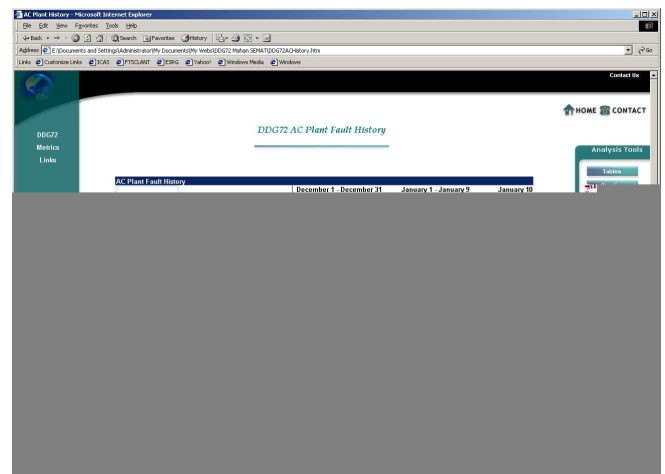 AC Plant History - Microsoft Internet Explorer
File Edit View Favorites Tools Help
Back Search Favorites History
Address E:\Documents and Settings\Administrator\My Documents\My Webs\DDG72 Mahan SEMAT\DDG72ACHistory.htm Go
Links Customize Links ICAS FTSCLANT ESRG Yahoo! Windows Media Windows
Contact Us
HOME CONTACT
DDG72 AC Plant Fault History
DDG72
Metrics
Links
Analysis Tools
Tables
AC Plant Fault History
December 1 - December 31 January 1 - January 9 January 10